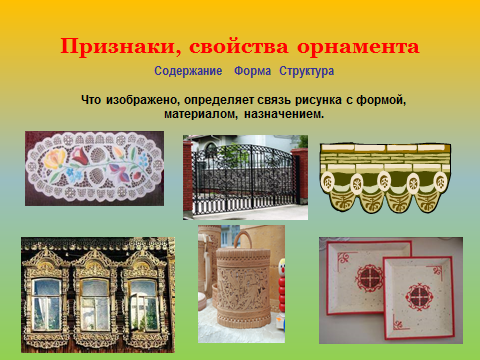 Признаки, свойства орнамента
Содержание Форма Структура
Что изображено, определяет связь рисунка с формой,
материалом, назначением.